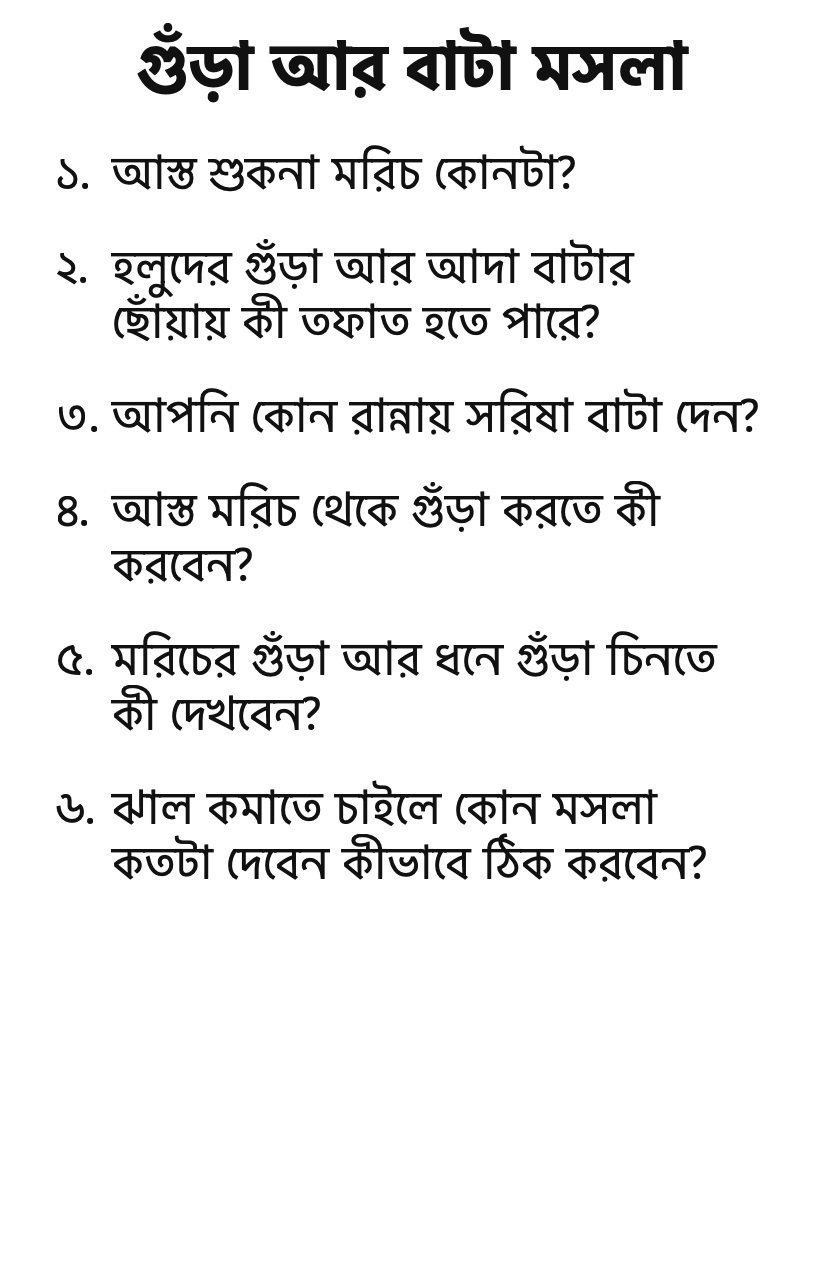 গুঁড়া আর বাটা মসলা
১. আস্ত শুকনা মরিচ কোনটা?
২. হলুদের গুঁড়া আর আদা বাটার
ছোঁয়ায় কী তফাত হতে পারে?
৩. আপনি কোন রান্নায় সরিষা বাটা দেন?
৪. আস্ত মরিচ থেকে গুঁড়া করতে কী
করবেন?
৫. মরিচের গুঁড়া আর ধনে গুঁড়া চিনতে
কী দেখবেন?
৬. ঝাল কমাতে চাইলে কোন মসলা
কতটা দেবেন কীভাবে ঠিক করবেন?